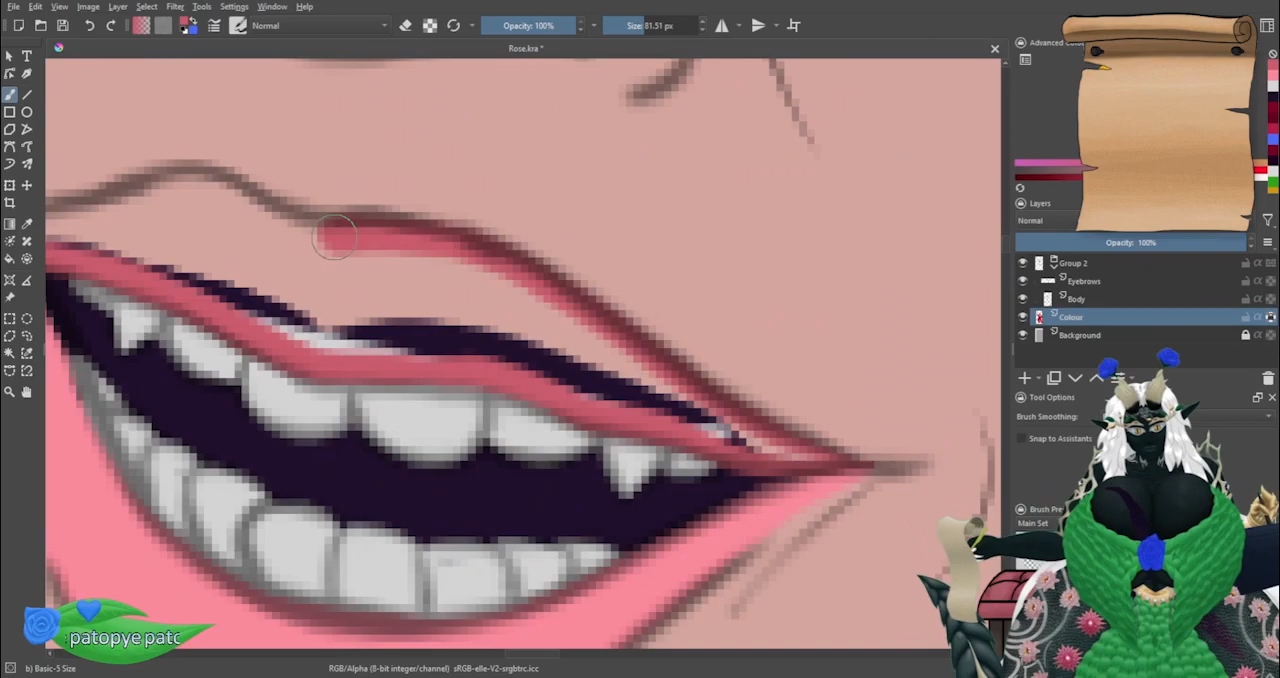 File Edit View Image Layer Select Filter Tools Settings Window Help
Normal
Opacity: 100%
Size: 81.51 px
Rose.kra *
Layers
Normal
Opacity: 100%
Group 2
Eyebrows
Body
Colour
Background
Tool Options
Brush Smoothing:
Snap to Assistants
Main Set
patopye patc
b) Basic-5 Size
RGB/Alpha (8-bit integer/channel) sRGB-elle-V2-srgbtrc.icc